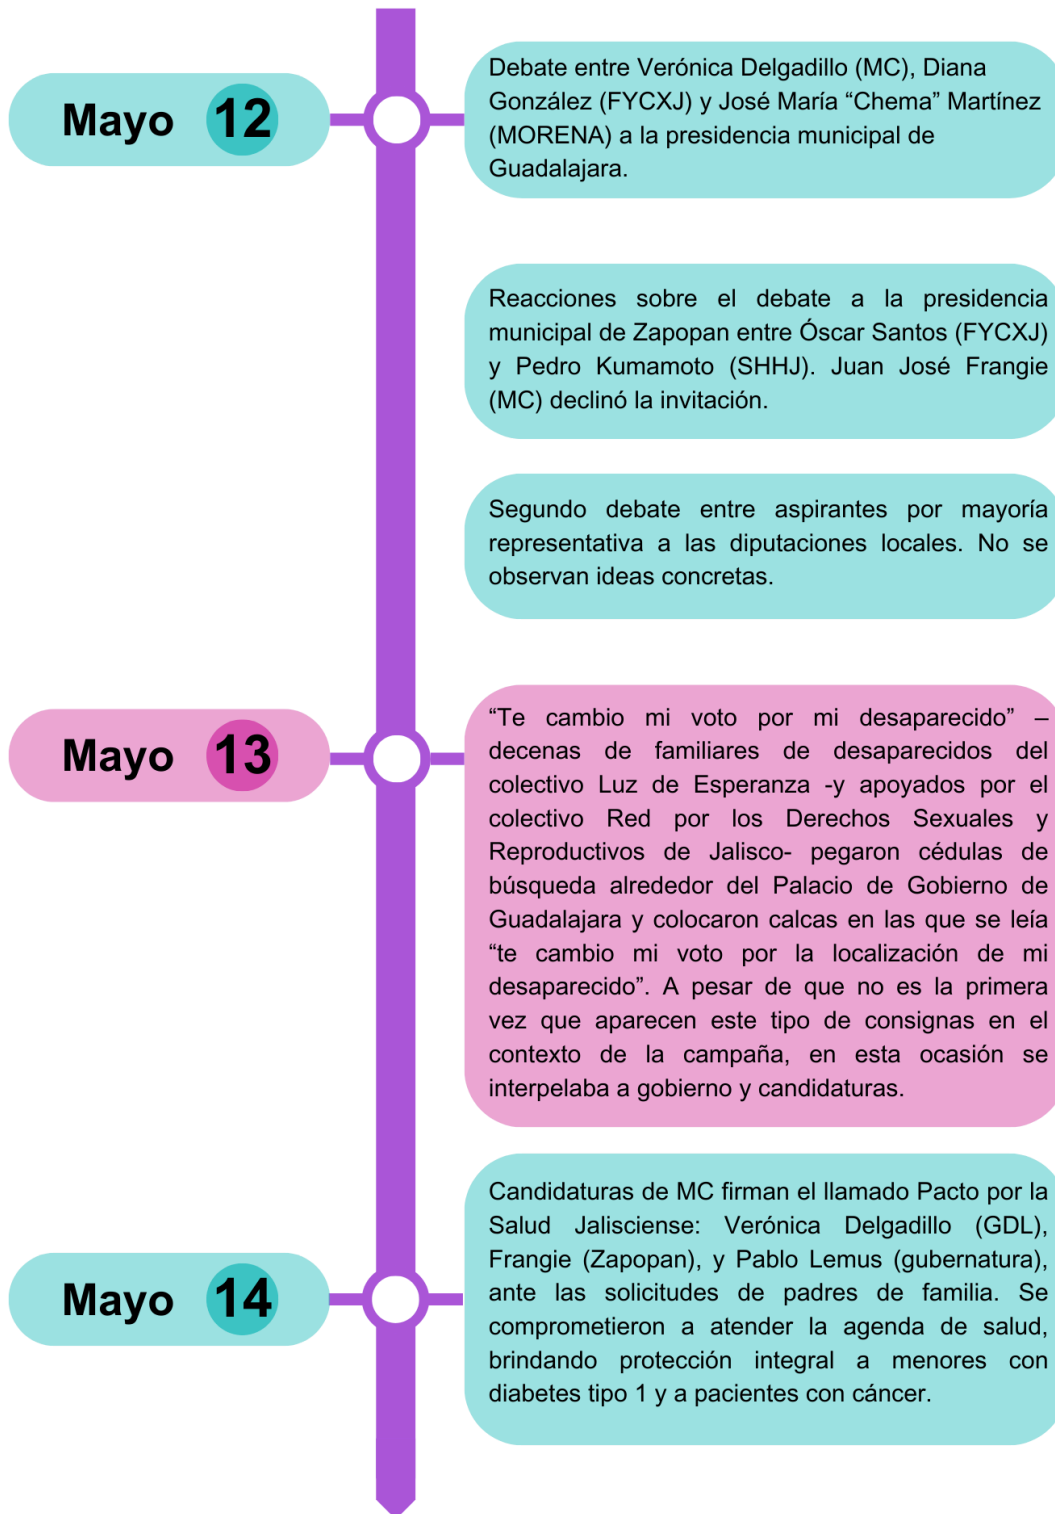 Mayo 12
Debate entre Verónica Delgadillo (MC), Diana
González (FYCXJ) y José María “Chema” Martínez
(MORENA) a la presidencia municipal de
Guadalajara.
Reacciones sobre el debate a la presidencia
municipal de Zapopan entre Óscar Santos (FYCXJ)
y Pedro Kumamoto (SHHJ). Juan José Frangie
(MC) declinó la invitación.
Segundo debate entre aspirantes por mayoría
representativa a las diputaciones locales. No se
observan ideas concretas.
Mayo 13
“Te cambio mi voto por mi desaparecido” –
decenas de familiares de desaparecidos del
colectivo Luz de Esperanza -y apoyados por el
colectivo Red por los Derechos Sexuales y
Reproductivos de Jalisco- pegaron cédulas de
búsqueda alrededor del Palacio de Gobierno de
Guadalajara y colocaron calcas en las que se leía
“te cambio mi voto por la localización de mi
desaparecido”. A pesar de que no es la primera
vez que aparecen este tipo de consignas en el
contexto de la campaña, en esta ocasión se
interpelaba a gobierno y candidaturas.
Mayo 14
Candidaturas de MC firman el llamado Pacto por la
Salud Jalisciense: Verónica Delgadillo (GDL),
Frangie (Zapopan), y Pablo Lemus (gubernatura),
ante las solicitudes de padres de familia. Se
comprometieron a atender la agenda de salud,
brindando protección integral a menores con
diabetes tipo 1 y a pacientes con cáncer.